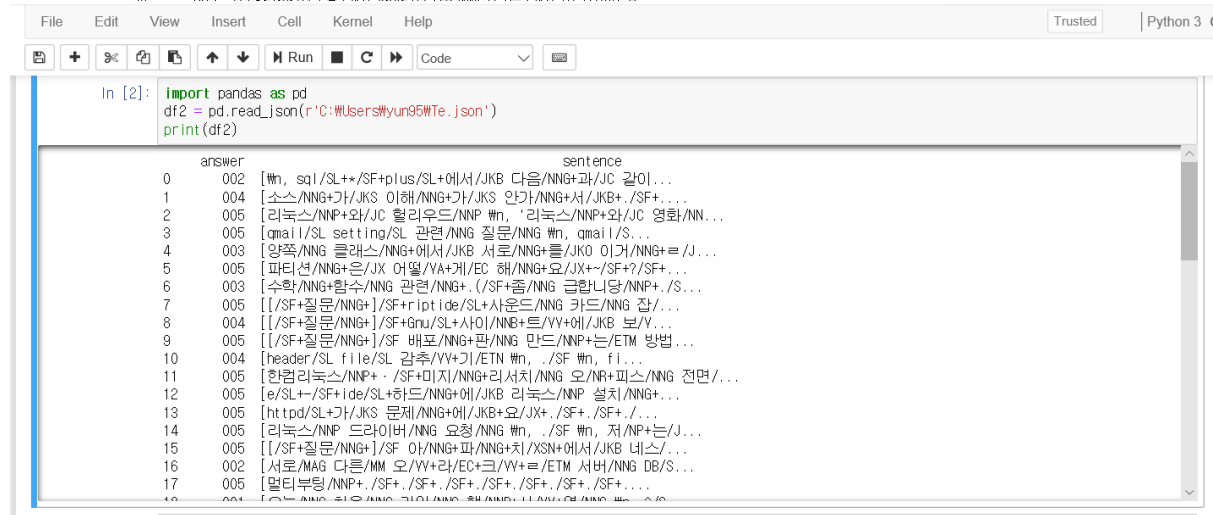 File Edit View Insert Cell Kernel Help Trusted Python 3
Run Code
In [2]: import pandas as pd
df2 = pd.read_json(r'C:₩Users₩yun95₩Te.json')
print(df2)
answer sentence
0 002 [₩n, sql/SL+*/SF+plus/SL+에서/JKB 다음/NNG+과/JC 같이...
1 004 [소스/NNG+가/JKS 이해/NNG+가/JKS 안가/NNG+서/JKB+./SF+....
2 005 [리눅스/NNP+와/JC 헐리우드/NNP ₩n, '리눅스/NNP+와/JC 영화/NN...
3 005 [qmail/SL setting/SL 관련/NNG 질문/NNG ₩n, qmail/S...
4 003 [양쪽/NNG 클래스/NNG+에서/JKB 서로/NNG+를/JKO 이거/NNG+ㄹ/J...
5 005 [파티션/NNG+은/JX 어떻/VA+게/EC 해/NNG+요/JX+~/SF+?/SF+...
6 003 [수학/NNG+함수/NNG 관련/NNG+.(/SF+좀/NNG 급합니당/NNP+./S...
7 005 [[/SF+질문/NNG+]/SF+riptide/SL+사운드/NNG 카드/NNG 잡/...
8 004 [[/SF+질문/NNG+]/SF+Gnu/SL+사이/NNB+트/VV+에/JKB 보/V...
9 005 [[/SF+질문/NNG+]/SF 배포/NNG+판/NNG 만드/NNP+는/ETM 방법...
10 004 [header/SL file/SL 감추/VV+기/ETN ₩n, ./SF ₩n, fi...
11 005 [한컴리눅스/NNP+·/SF+미지/NNG+리서치/NNG 오/NR+피스/NNG 전면/...
12 005 [e/SL+-/SF+ide/SL+하드/NNG+에/JKB 리눅스/NNP 설치/NNG+...
13 005 [httpd/SL+가/JKS 문제/NNG+에/JKB+요/JX+./SF+./SF+./...
14 005 [리눅스/NNP 드라이버/NNG 요청/NNG ₩n, ./SF ₩n, 저/NP+는/J...
15 005 [[/SF+질문/NNG+]/SF 아/NNG+파/NNG+치/XSN+에서/JKB 네스/...
16 002 [서로/MAG 다른/MM 오/VV+라/EC+크/VV+ㄹ/ETM 서버/NNG DB/S...
17 005 [멀티부팅/NNP+./SF+./SF+./SF+./SF+./SF+./SF+....